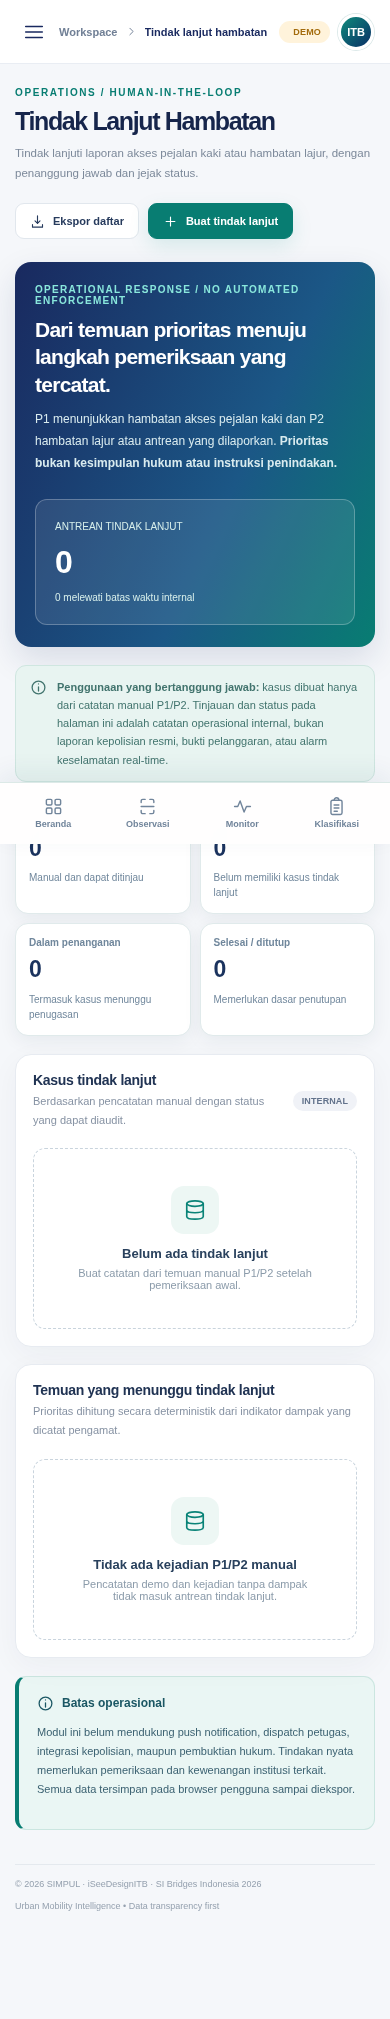 Workspace
Tindak lanjut hambatan
DEMO
ITB
OPERATIONS / HUMAN-IN-THE-LOOP
Tindak Lanjut Hambatan
Tindak lanjuti laporan akses pejalan kaki atau hambatan lajur, dengan
penanggung jawab dan jejak status.
Ekspor daftar
Buat tindak lanjut
OPERATIONAL RESPONSE / NO AUTOMATED
ENFORCEMENT
Dari temuan prioritas menuju
langkah pemeriksaan yang
tercatat.
P1 menunjukkan hambatan akses pejalan kaki dan P2
hambatan lajur atau antrean yang dilaporkan. Prioritas
bukan kesimpulan hukum atau instruksi penindakan.
ANTREAN TINDAK LANJUT
0
0 melewati batas waktu internal
Penggunaan yang bertanggung jawab: kasus dibuat hanya
dari catatan manual P1/P2. Tinjauan dan status pada
halaman ini adalah catatan operasional internal, bukan
laporan kepolisian resmi, bukti pelanggaran, atau alarm
keselamatan real-time.
Beranda
Observasi
Monitor
Klasifikasi
0
Manual dan dapat ditinjau
0
Belum memiliki kasus tindak
lanjut
Dalam penanganan
0
Termasuk kasus menunggu
penugasan
Selesai / ditutup
0
Memerlukan dasar penutupan
Kasus tindak lanjut
Berdasarkan pencatatan manual dengan status
yang dapat diaudit.
INTERNAL
Belum ada tindak lanjut
Buat catatan dari temuan manual P1/P2 setelah
pemeriksaan awal.
Temuan yang menunggu tindak lanjut
Prioritas dihitung secara deterministik dari indikator dampak yang
dicatat pengamat.
Tidak ada kejadian P1/P2 manual
Pencatatan demo dan kejadian tanpa dampak
tidak masuk antrean tindak lanjut.
Batas operasional
Modul ini belum mendukung push notification, dispatch petugas,
integrasi kepolisian, maupun pembuktian hukum. Tindakan nyata
memerlukan pemeriksaan dan kewenangan institusi terkait.
Semua data tersimpan pada browser pengguna sampai diekspor.
© 2026 SIMPUL · iSeeDesignITB · SI Bridges Indonesia 2026
Urban Mobility Intelligence • Data transparency first